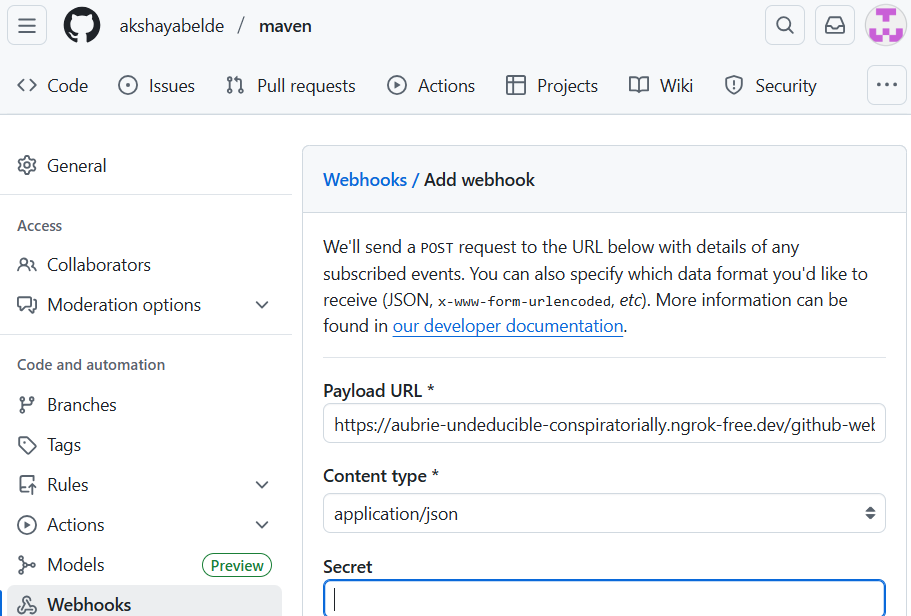 akshayabelde / maven
Code Issues Pull requests Actions Projects Wiki Security
General
Access
Collaborators
Moderation options
Code and automation
Branches
Tags
Rules
Actions
Models Preview
Webhooks
Webhooks / Add webhook
We'll send a POST request to the URL below with details of any
subscribed events. You can also specify which data format you'd like to
receive (JSON, x-www-form-urlencoded, etc). More information can be
found in our developer documentation.
Payload URL *
https://aubrie-undeducible-conspiratorially.ngrok-free.dev/github-web
Content type *
application/json
Secret